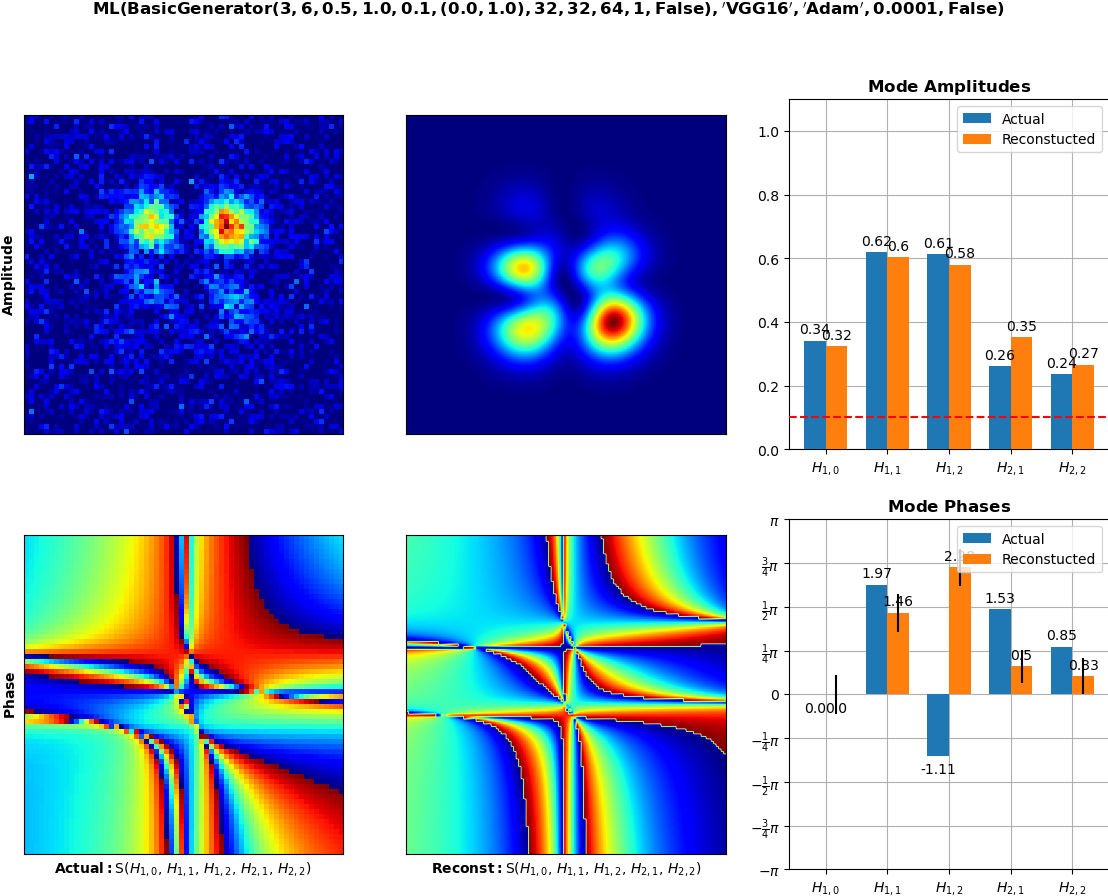 ML(BasicGenerator(3, 6, 0.5, 1.0, 0.1, (0.0, 1.0), 32, 32, 64, 1, False), ′VGG16′, ′Adam′, 0.0001, False)
Amplitude
Mode Amplitudes
Actual
Reconstucted
1.0
0.8
0.6
0.4
0.2
0.0
0.34
0.32
0.62
0.6
0.61
0.58
0.26
0.35
0.24
0.27
H1,0 H1,1 H1,2 H2,1 H2,2
Phase
Actual: S(H1,0, H1,1, H1,2, H2,1, H2,2)
Reconst: S(H1,0, H1,1, H1,2, H2,1, H2,2)
Mode Phases
Actual
Reconstucted
π
3/4π
1/2π
1/4π
0
−1/4π
−1/2π
−3/4π
−π
1.97
1.46
-1.11
1.53
0.5
0.85
0.33
H1,0 H1,1 H1,2 H2,1 H2,2